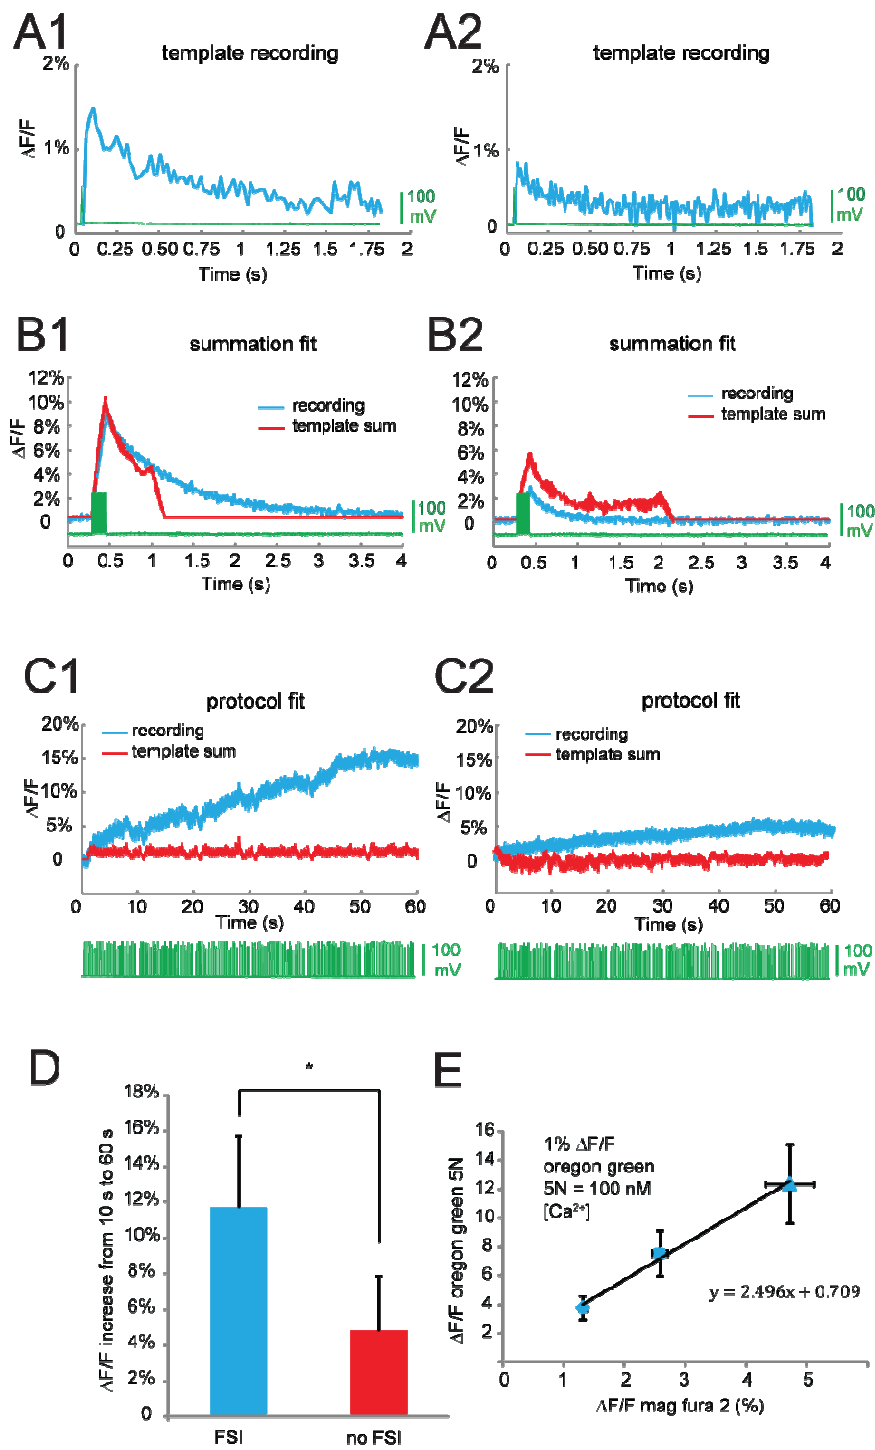 A1
template recording
2%
1%
0
ΔF/F
0 0.25 0.50 0.75 1 1.25 1.5 1.75 2
Time (s)
100
mV
A2
template recording
2%
1%
0
ΔF/F
0 0.25 0.50 0.75 1 1.25 1.5 1.75 2
Time (s)
100
mV
B1
summation fit
12%
10%
8%
6%
4%
2%
0
ΔF/F
recording
template sum
0 0.5 1 1.5 2 2.5 3 3.5 4
Time (s)
100
mV
B2
summation fit
12%
10%
8%
6%
4%
2%
0
ΔF/F
recording
template sum
0 0.5 1 1.5 2 2.5 3 3.5 4
Time (s)
100
mV
C1
protocol fit
20%
15%
10%
5%
0
ΔF/F
recording
template sum
0 10 20 30 40 50 60
Time (s)
100
mV
C2
protocol fit
20%
15%
10%
5%
0
ΔF/F
recording
template sum
0 10 20 30 40 50 60
Time (s)
100
mV
D
18%
16%
14%
12%
10%
8%
6%
4%
2%
0
ΔF/F increese from 10 s to 60 s
*
FSI no FSI
E
16
14
12
10
8
6
4
2
ΔF/F oregon green 5N
1% ΔF/F
oregon green
5N = 100 nM
[Ca²⁺]
y = 2.496x + 0.709
0 1 2 3 4 5
ΔF/F mag fura 2 (%)